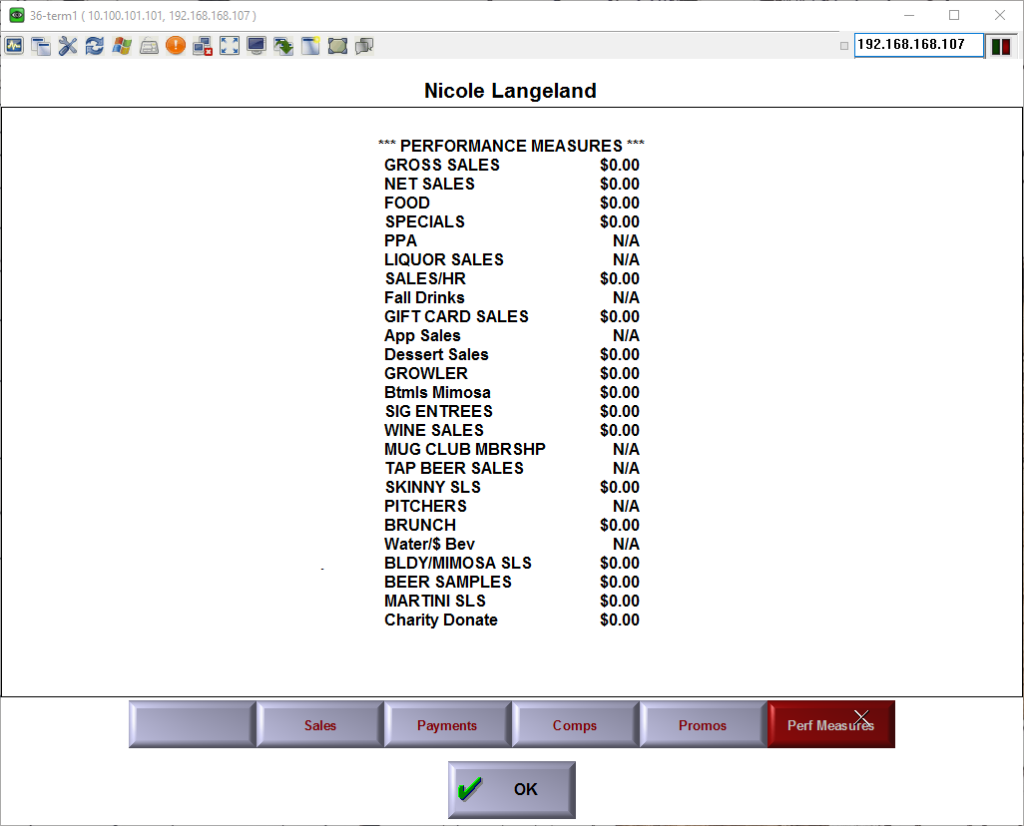 36-term1 ( 10.100.101.101, 192.168.168.107 )
192.168.168.107
Nicole Langeland
*** PERFORMANCE MEASURES ***
GROSS SALES $0.00
NET SALES $0.00
FOOD $0.00
SPECIALS $0.00
PPA N/A
LIQUOR SALES N/A
SALES/HR $0.00
Fall Drinks N/A
GIFT CARD SALES $0.00
App Sales N/A
Dessert Sales $0.00
GROWLER $0.00
Btmls Mimosa $0.00
SIG ENTREES $0.00
WINE SALES $0.00
MUG CLUB MBRSHP N/A
TAP BEER SALES N/A
SKINNY SLS $0.00
PITCHERS N/A
BRUNCH $0.00
Water/$ Bev N/A
BLDY/MIMOSA SLS $0.00
BEER SAMPLES $0.00
MARTINI SLS $0.00
Charity Donate $0.00
Sales Payments Comps Promos Perf Measures
OK